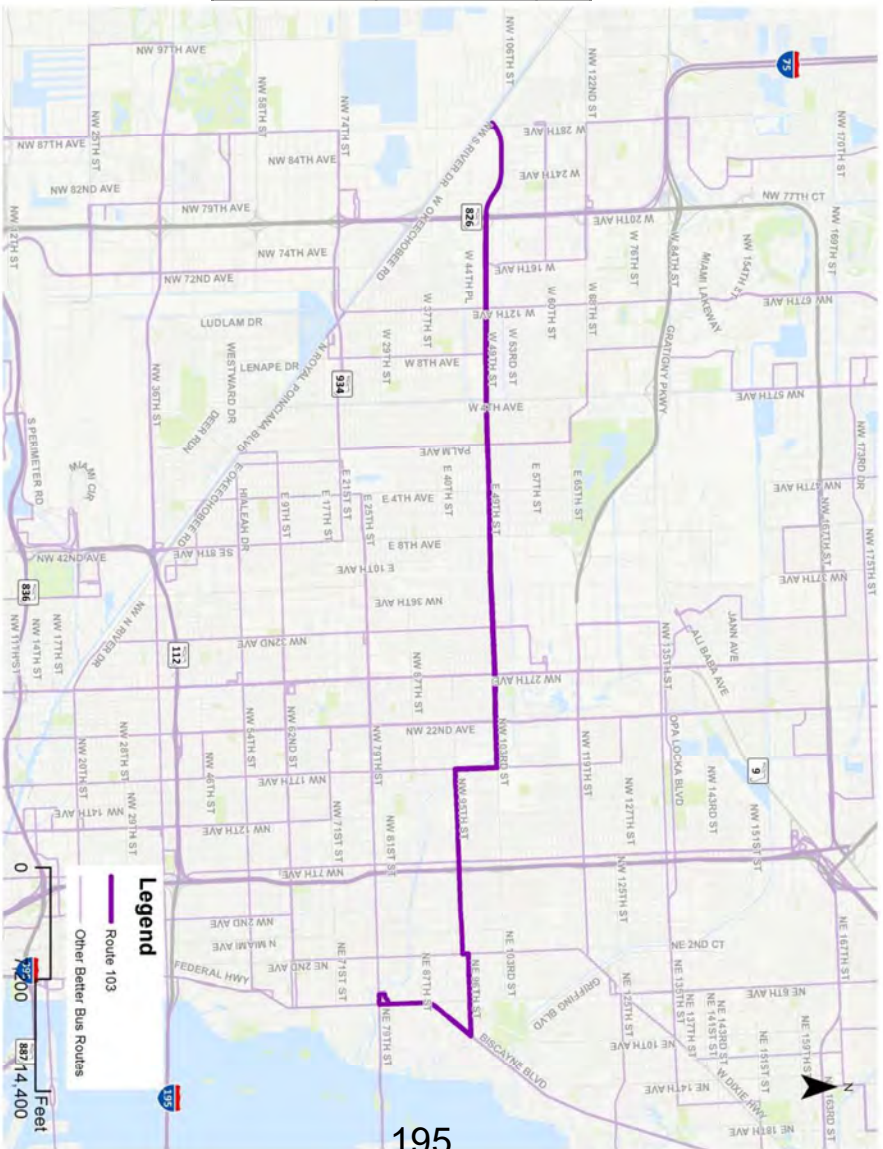 NW 97TH AVE
NW 106TH ST
NW 122ND ST
75
NW 170TH ST
NW 58TH ST
NW 74TH ST
NW 25TH ST
NW 87TH AVE
NW 84TH AVE
NW 82ND AVE
NW 79TH AVE
NW S RIVER DR
W OKEECHOBEE RD
W 28TH AVE
W 24TH AVE
826
W 20TH AVE
NW 77TH CT
NW 169TH ST
NW 12TH ST
NW 74TH AVE
NW 72ND AVE
W 44TH PL
W 16TH AVE
W 76TH ST
W 84TH ST
MIAMI LAKEWAY
NW 154TH ST
NW 67TH AVE
W 68TH ST
W 60TH ST
W 12TH AVE
LUDLAM DR
N ROYAL POINCIANA BLVD
W 37TH ST
W 29TH ST
W 8TH AVE
W 49TH ST
W 53RD ST
GRATIGNY PKWY
LENAPE DR
WESTWARD DR
DEER RUN
934
NW 36TH ST
W 4TH AVE
NW 57TH AVE
PALM AVE
NW 173RD DR
S PERIMETER RD
E OKEECHOBEE RD
HIALEAH DR
E 9TH ST
E 17TH ST
E 21ST ST
E 25TH ST
E 4TH AVE
E 40TH ST
E 49TH ST
E 57TH ST
E 65TH ST
NW 47TH AVE
NW 167TH ST
NW 175TH ST
NW 42ND AVE
SE 8TH AVE
E 8TH AVE
E 10TH AVE
NW 37TH AVE
836
NW 36TH AVE
NW 11TH ST
NW 14TH ST
NW 17TH ST
NW N RIVER DR
112
NW 32ND AVE
NW 67TH ST
NW 27TH AVE
NW 135TH ST
ALI BABA AVE
JANN AVE
NW 20TH ST
NW 28TH ST
NW 46TH ST
NW 54TH ST
NW 62ND ST
NW 79TH ST
NW 22ND AVE
NW 103RD ST
NW 119TH ST
OPA LOCKA BLVD
9
NW 17TH AVE
NW 14TH AVE
NW 29TH ST
NW 12TH AVE
NW 71ST ST
NW 81ST ST
NW 95TH ST
NW 127TH ST
NW 143RD ST
NW 151ST ST
NW 7TH AVE
NW 125TH ST
NW 2ND AVE
N MIAMI AVE
NE 2ND AVE
NE 71ST ST
NE 87TH ST
NE 96TH ST
NE 103RD ST
NE 2ND CT
NE 167TH ST
FEDERAL HWY
NE 79TH ST
GRIFFING BLVD
NE 125TH ST
NE 135TH ST
NE 137TH ST
NE 141ST ST
NE 143RD ST
NE 6TH AVE
BISCAYNE BLVD
NE 10TH AVE
NE 151ST ST
NE 159TH ST
W DIXIE HWY
NE 14TH AVE
NE 163RD ST
NE 18TH AVE
195
887
N
Legend
Route 103
Other Better Bus Routes
0
7,200
14,400
Feet
195